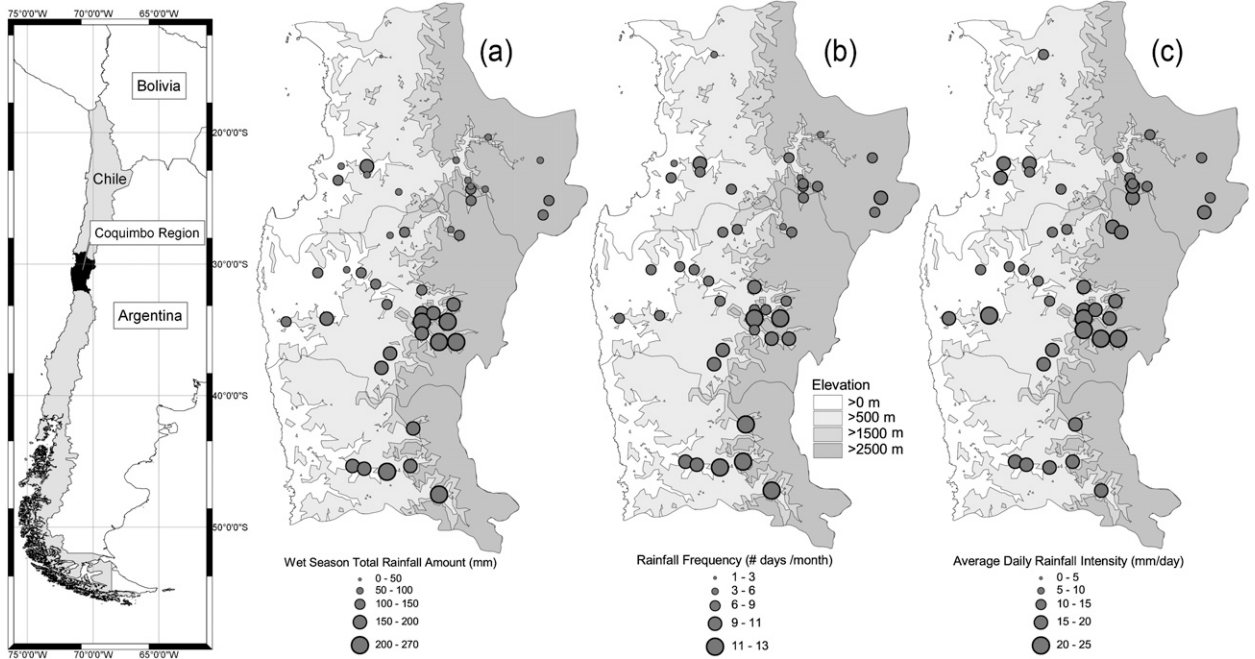 75°0'0"W 70°0'0"W 65°0'0"W
Bolivia
20°0'0"S
Chile
Coquimbo Region
30°0'0"S
Argentina
40°0'0"S
50°0'0"S
75°0'0"W 70°0'0"W 65°0'0"W
(a)
Wet Season Total Rainfall Amount (mm)
0 - 50
50 - 100
100 - 150
150 - 200
200 - 270
(b)
Elevation
>0 m
>500 m
>1500 m
>2500 m
Rainfall Frequency (# days /month)
1 - 3
3 - 6
6 - 9
9 - 11
11 - 13
(c)
Average Daily Rainfall Intensity (mm/day)
0 - 5
5 - 10
10 - 15
15 - 20
20 - 25